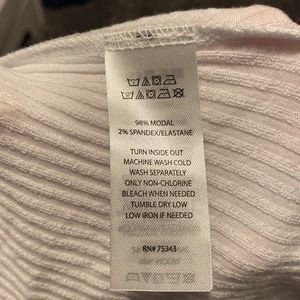 98% MODAL
2% SPANDEX/ELASTANE
TURN INSIDE OUT
MACHINE WASH COLD
WASH SEPARATELY
ONLY NON-CHLORINE
BLEACH WHEN NEEDED
TUMBLE DRY LOW
LOW IRON IF NEEDED
RN# 75343